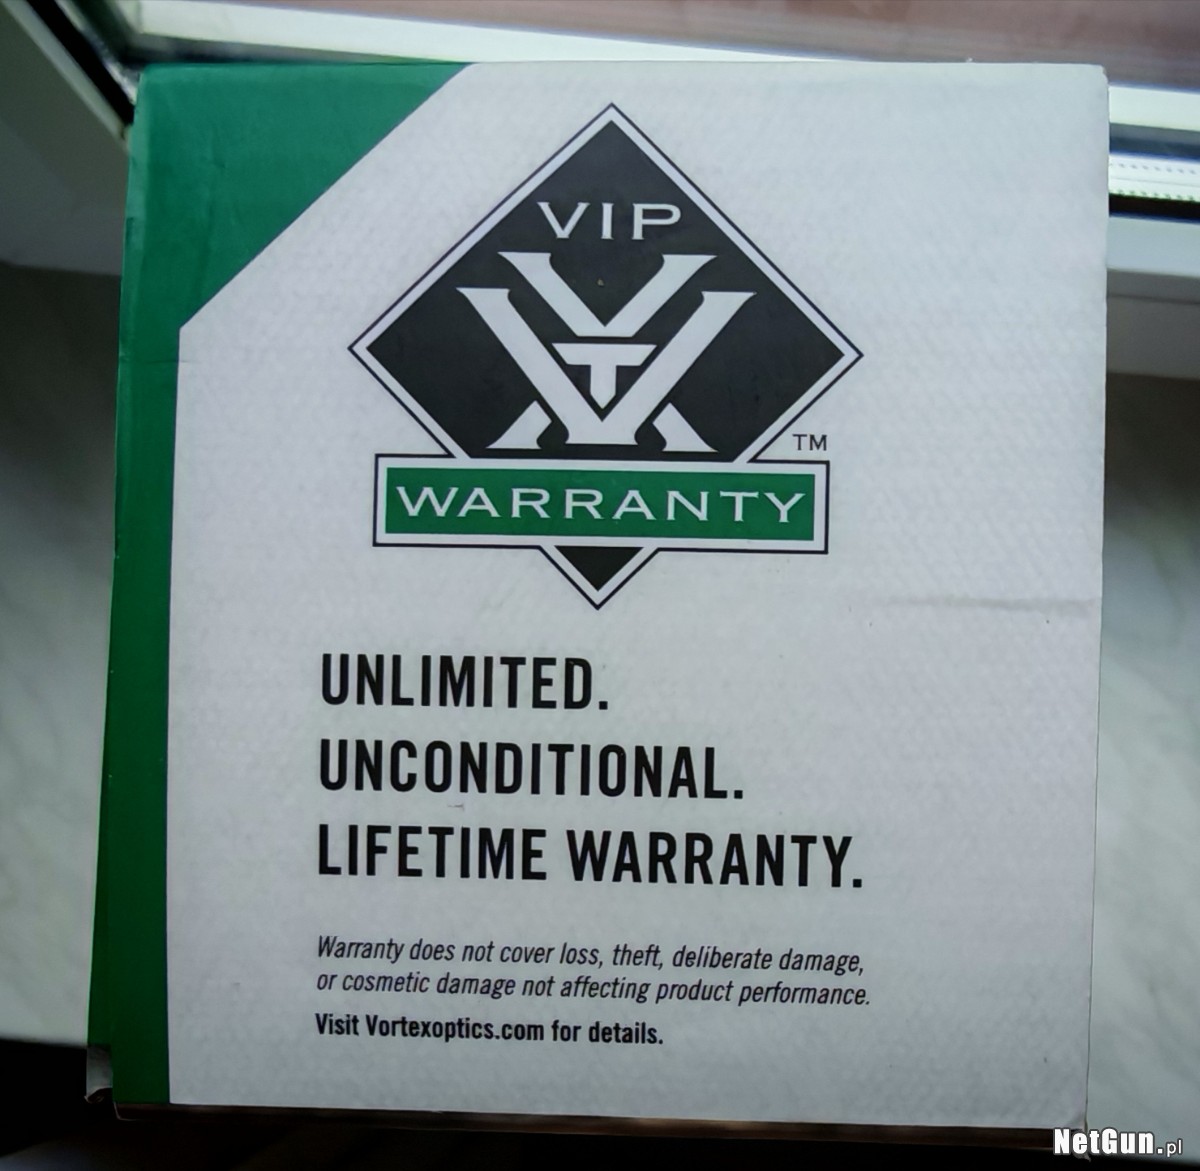 VIP
T
WARRANTY
TM
UNLIMITED.
UNCONDITIONAL.
LIFETIME WARRANTY.
Warranty does not cover loss, theft, deliberate damage,
or cosmetic damage not affecting product performance.
Visit Vortexoptics.com for details.
NetGun.pl